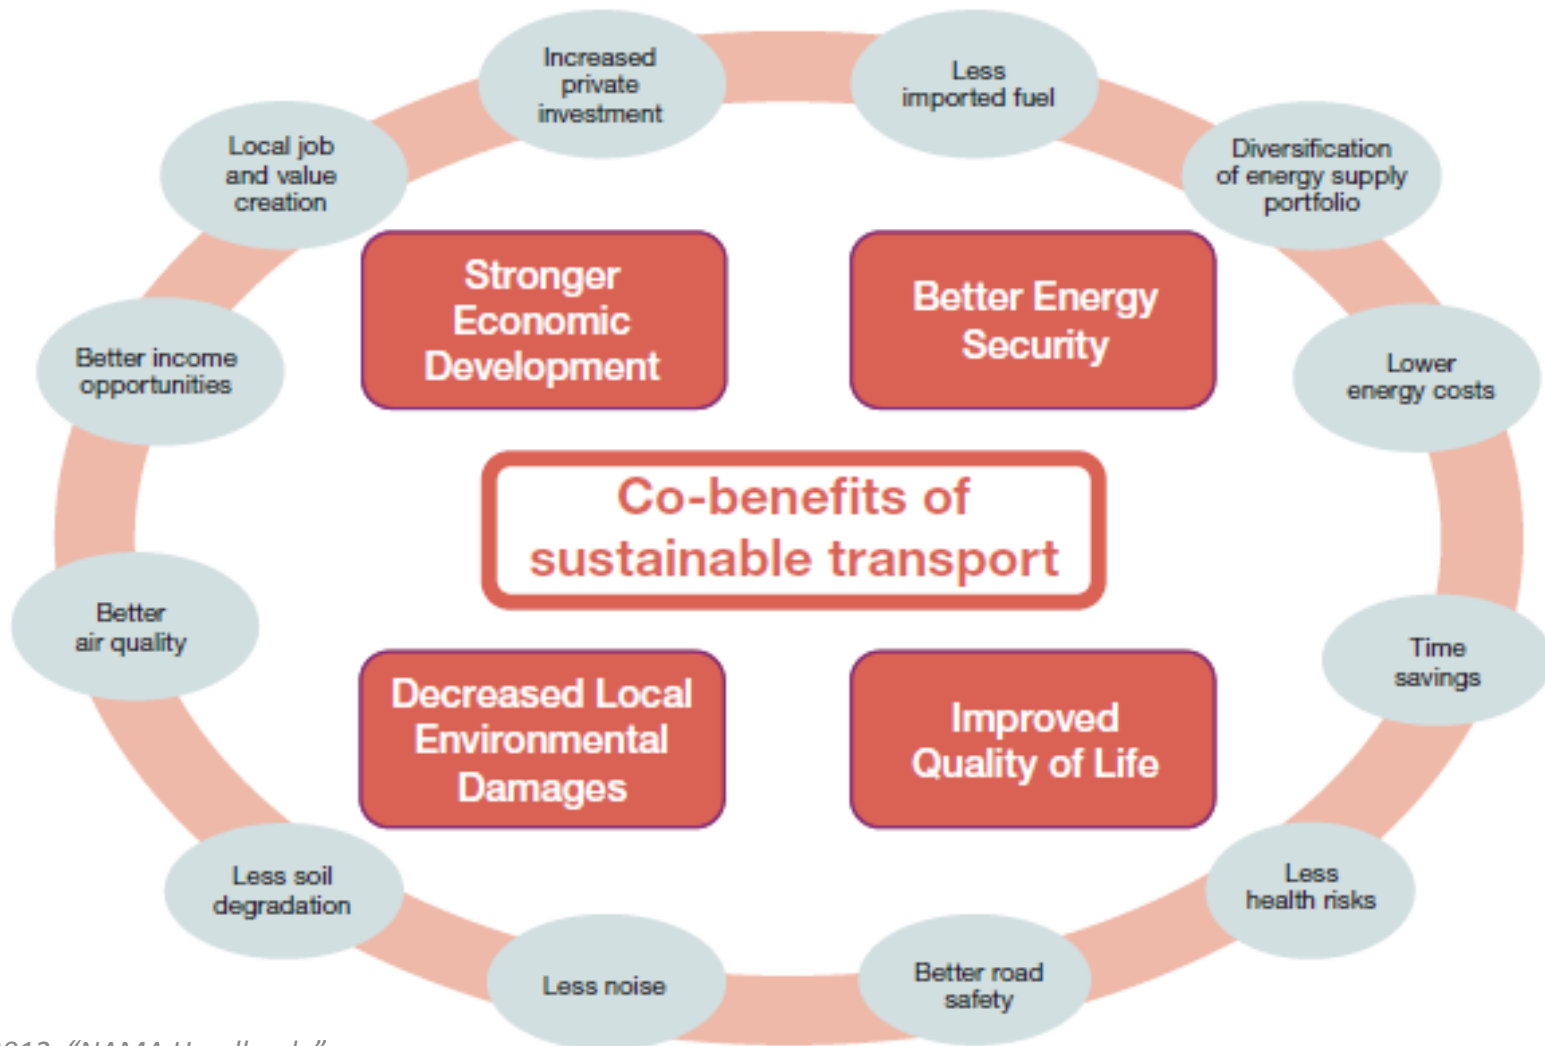 Increased
private
investment
Less
imported fuel
Local job
and value
creation
Diversification
of energy supply
portfolio
Stronger
Economic
Development
Better Energy
Security
Better income
opportunities
Lower
energy costs
Co-benefits of
sustainable transport
Better
air quality
Time
savings
Decreased Local
Environmental
Damages
Improved
Quality of Life
Less soil
degradation
Less
health risks
Less noise
Better road
safety